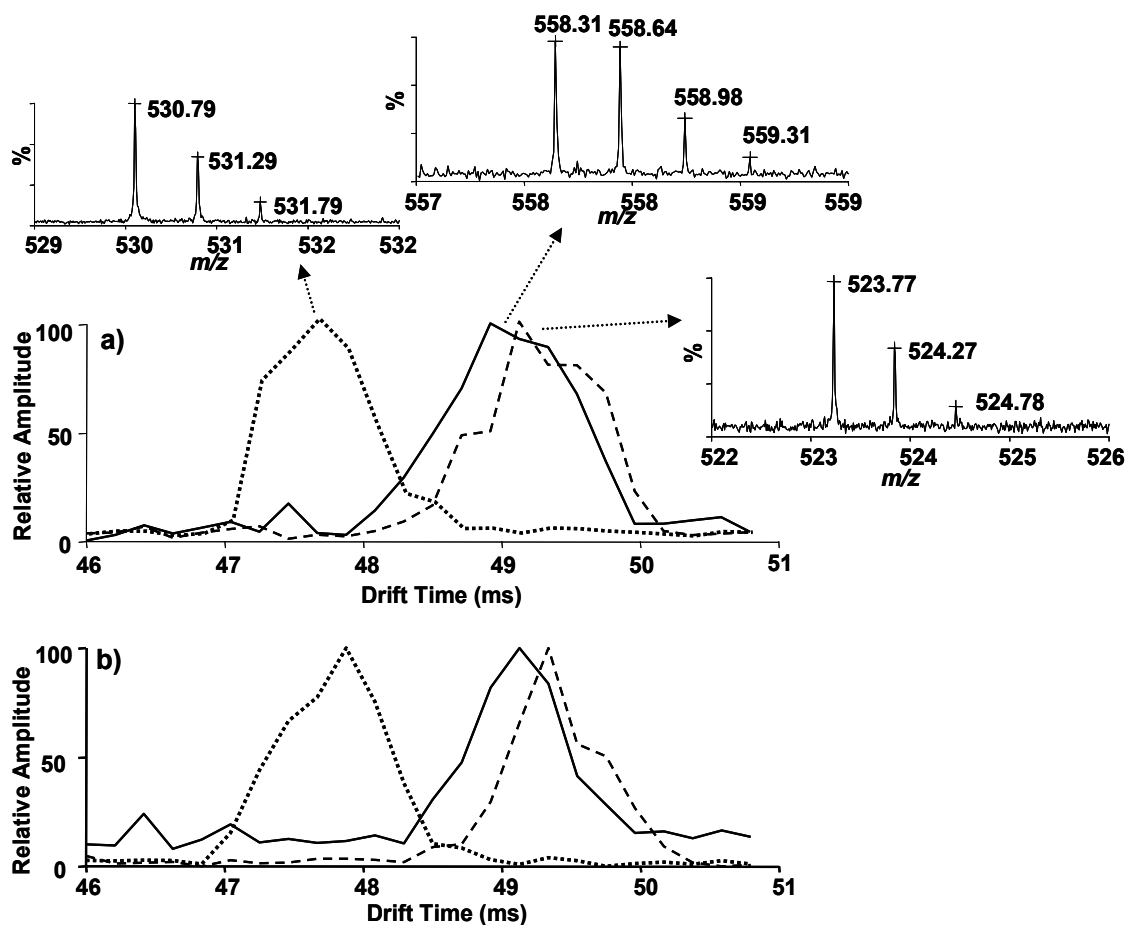 558.31 558.64
558.98
559.31
%
557 558 558 559 559
m/z
530.79
531.29
531.79
%
529 530 531 532 532
m/z
523.77
524.27
524.78
%
522 523 524 525 526
m/z
a)
100
50
0
Relative Amplitude
46 47 48 49 50 51
Drift Time (ms)
b)
100
50
0
Relative Amplitude
46 47 48 49 50 51
Drift Time (ms)